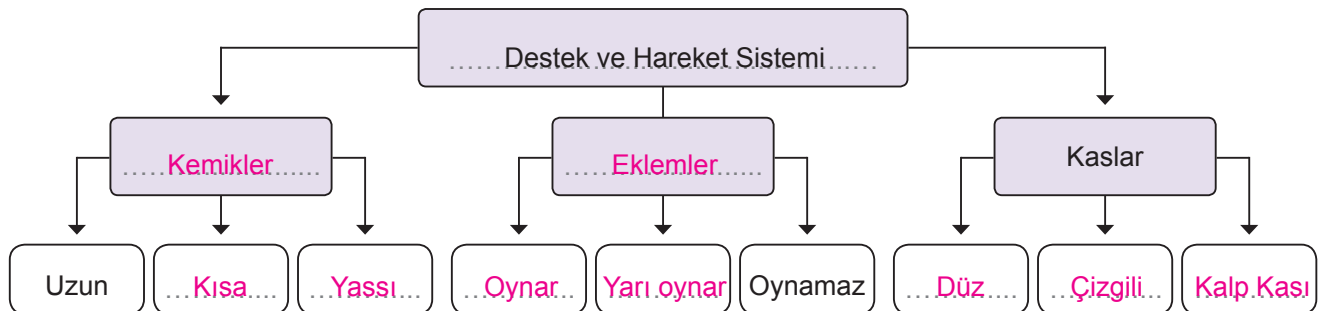 Destek ve Hareket Sistemi
Kemikler
Eklemler
Kaslar
Uzun
Kısa
Yassı
Oynar
Yarı oynar
Oynamaz
Düz
Çizgili
Kalp Kası